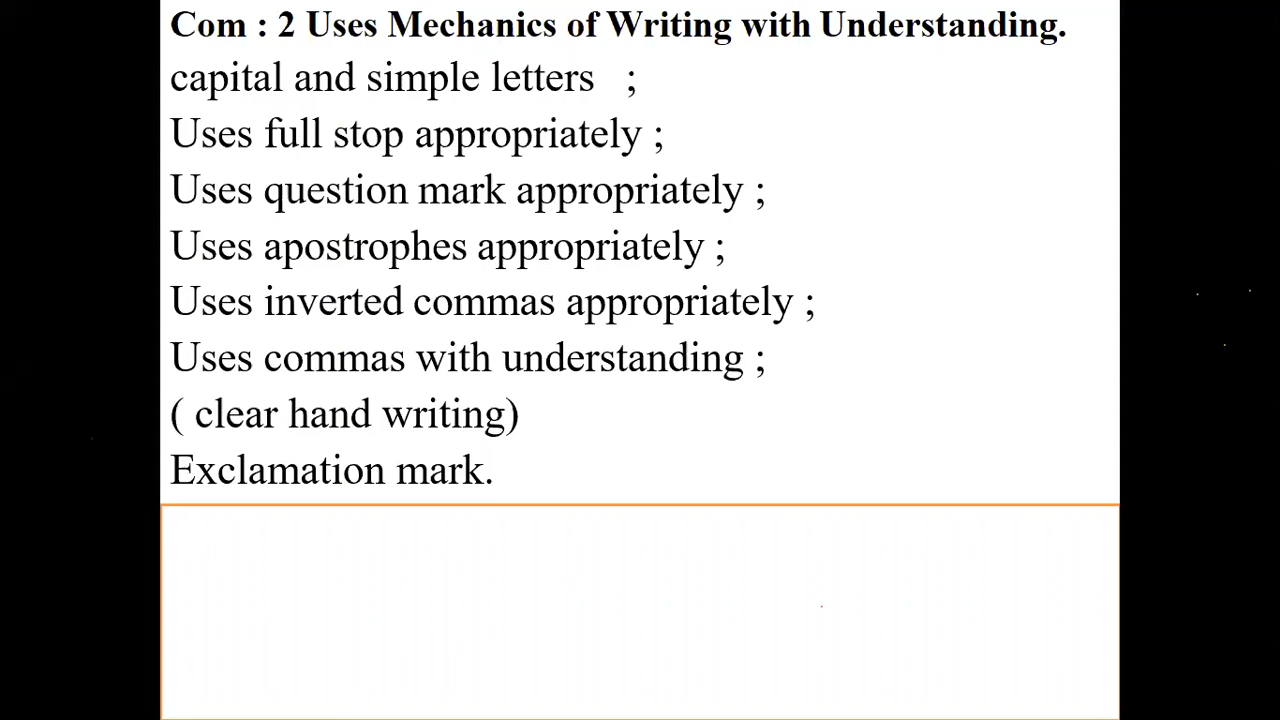 Com : 2 Uses Mechanics of Writing with Understanding.
capital and simple letters ;
Uses full stop appropriately ;
Uses question mark appropriately ;
Uses apostrophes appropriately ;
Uses inverted commas appropriately ;
Uses commas with understanding ;
( clear hand writing)
Exclamation mark.